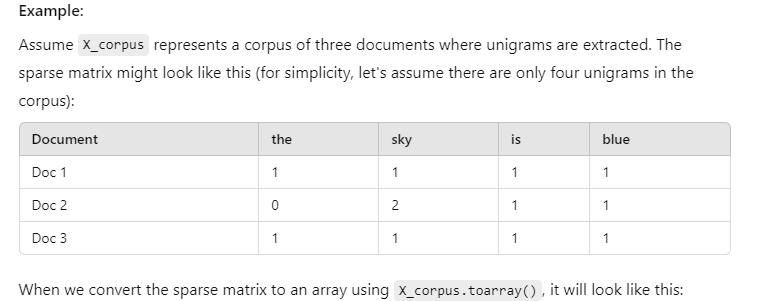 Example:
Assume X_corpus represents a corpus of three documents where unigrams are extracted. The
sparse matrix might look like this (for simplicity, let's assume there are only four unigrams in the
corpus):
Document the sky is blue
Doc 1 1 1 1 1
Doc 2 0 2 1 1
Doc 3 1 1 1 1
When we convert the sparse matrix to an array using X_corpus.toarray() , it will look like this: